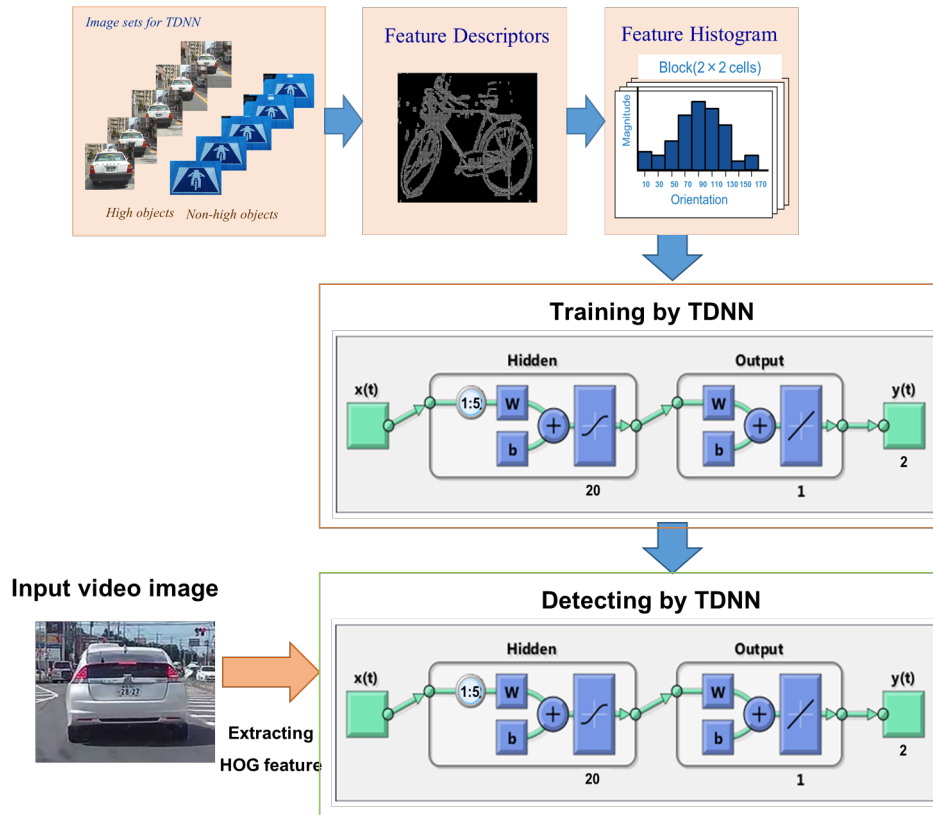 Image sets for TDNN
High objects
Non-high objects
Feature Descriptors
Feature Histogram
Block(2×2 cells)
Magnitude
10 30 50 70 90 110 130 150 170
Orientation
Training by TDNN
Hidden
Output
x(t)
1:5
W
b
+
20
W
b
+
1
y(t)
2
Input video image
28-27
Extracting
HOG feature
Detecting by TDNN
Hidden
Output
x(t)
1:5
W
b
+
20
W
b
+
1
y(t)
2